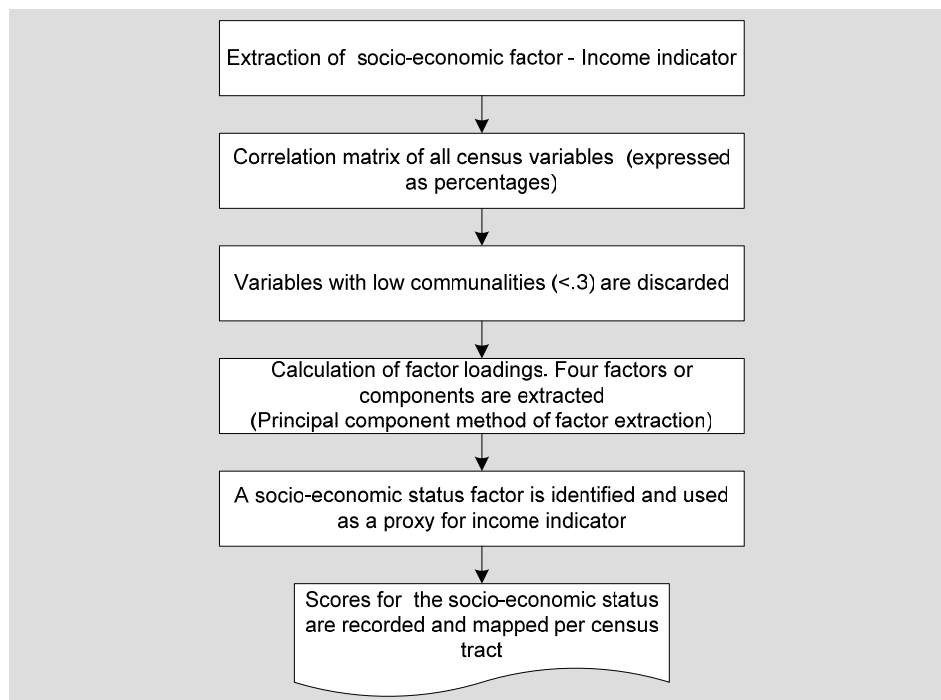 Extraction of  socio-economic factor - Income indicator
Correlation matrix of all census variables  (expressed
as percentages)
Variables with low communalities (<.3) are discarded
Calculation of factor loadings. Four factors or
components are extracted
(Principal component method of factor extraction)
A socio-economic status factor is identified and used
as a proxy for income indicator
Scores for  the socio-economic status
are recorded and mapped per census
tract